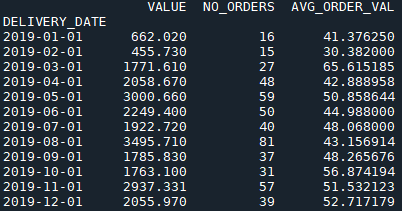 VALUE NO_ORDERS AVG_ORDER_VAL
DELIVERY_DATE
2019-01-01 662.020 16 41.376250
2019-02-01 455.730 15 30.382000
2019-03-01 1771.610 27 65.615185
2019-04-01 2058.670 48 42.888958
2019-05-01 3000.660 59 50.858644
2019-06-01 2249.400 50 44.988000
2019-07-01 1922.720 40 48.068000
2019-08-01 3495.710 81 43.156914
2019-09-01 1785.830 37 48.265676
2019-10-01 1763.100 31 56.874194
2019-11-01 2937.331 57 51.532123
2019-12-01 2055.970 39 52.717179